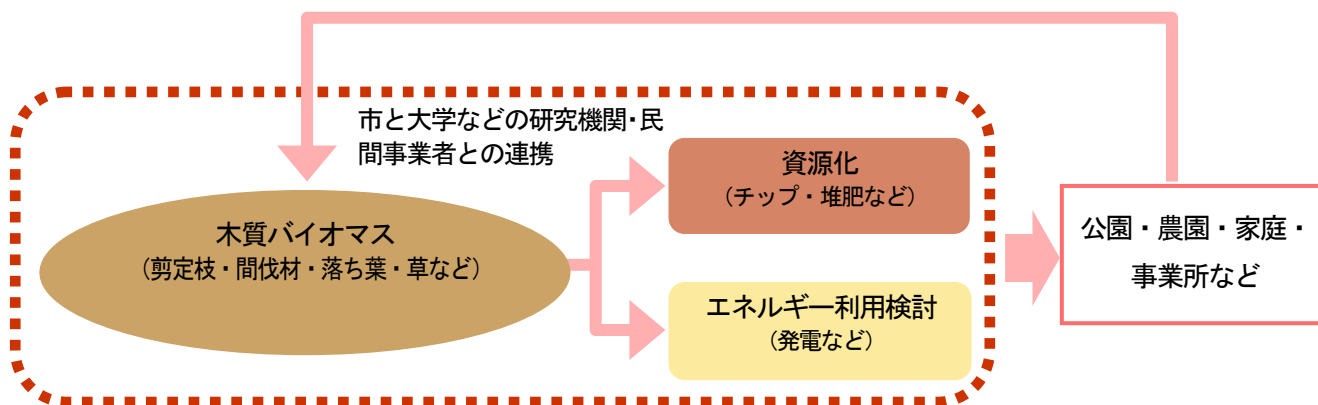 市と大学などの研究機関・民
間事業者との連携
木質バイオマス
（剪定枝・間伐材・落ち葉・草など）
資源化
（チップ・堆肥など）
エネルギー利用検討
（発電など）
公園・農園・家庭・
事業所など